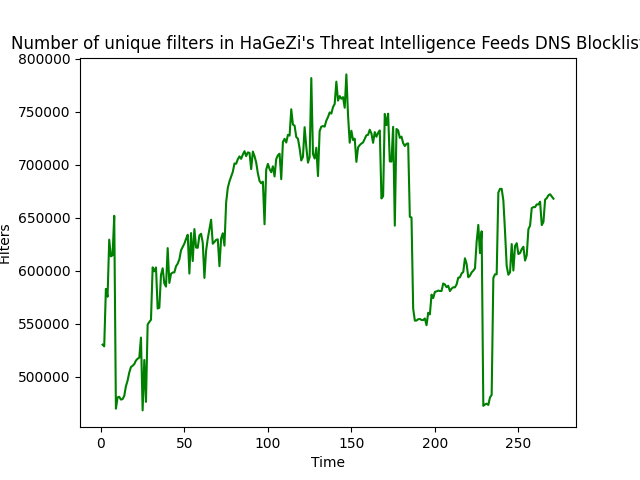 Number of unique filters in HaGeZi's Threat Intelligence Feeds DNS Blocklist
800000
750000
700000
650000
600000
550000
500000
Filters
0 50 100 150 200 250
Time